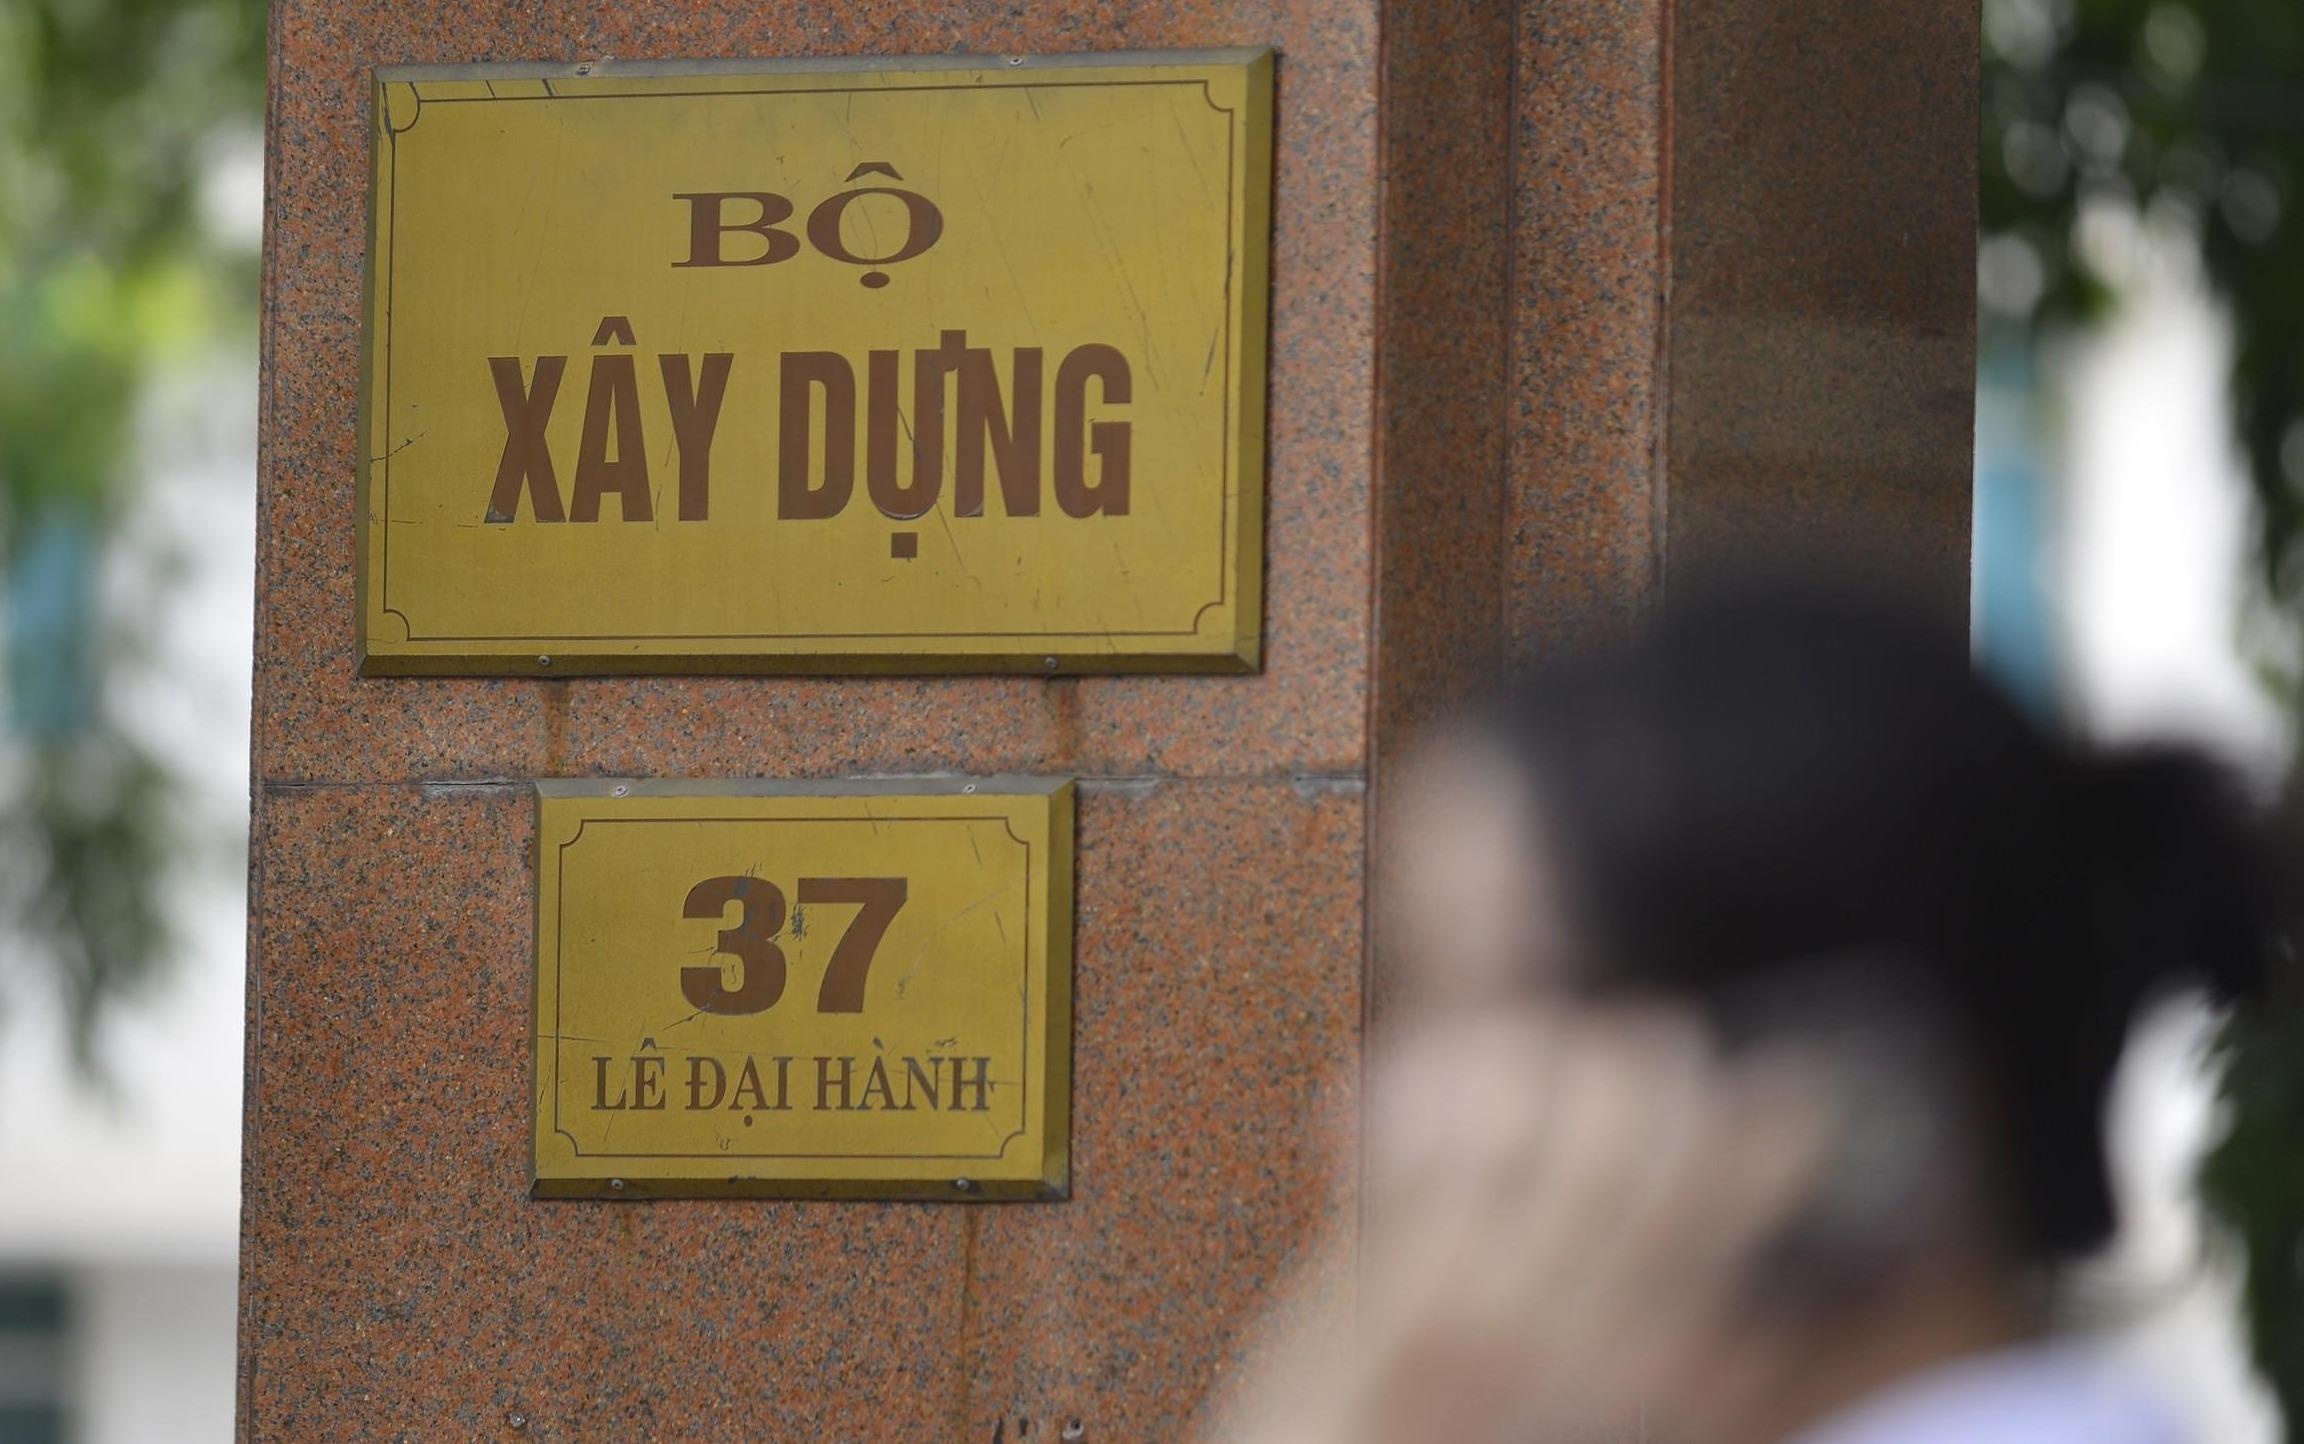 BỘ
XÂY DỰNG
37
LÊ ĐẠI HÀNH